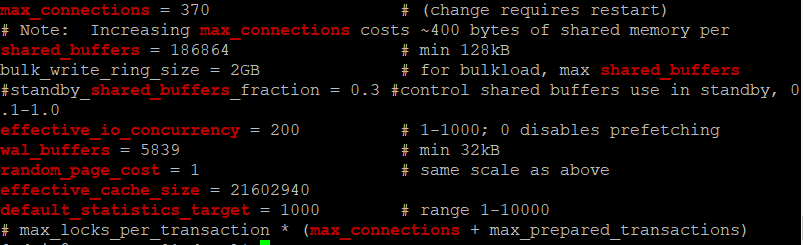 max_connections = 370                   # (change requires restart)
# Note:  Increasing max_connections costs ~400 bytes of shared memory per
shared_buffers = 186864                 # min 128kB
bulk_write_ring_size = 2GB              # for bulkload, max shared_buffers
#standby_shared_buffers_fraction = 0.3 #control shared buffers use in standby, 0
.1-1.0
effective_io_concurrency = 200          # 1-1000; 0 disables prefetching
wal_buffers = 5839                      # min 32kB
random_page_cost = 1                    # same scale as above
effective_cache_size = 21602940
default_statistics_target = 1000        # range 1-10000
# max_locks_per_transaction * (max_connections + max_prepared_transactions)